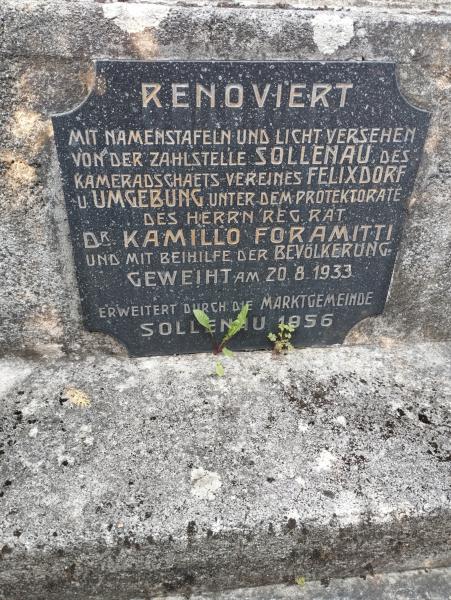 RENOVIERT
MIT NAMENSTAFELN UND LICHT VERSEHEN
VON DER ZAHLSTELLE SOLLENAU DES
KAMERADSCHAFTS-VEREINES FELIXDORF
U. UMGEBUNG UNTER DEM PROTEKTORATE
DES HERRN REG. RAT
DR. KAMILLO FORAMITTI
UND MIT BEIHILFE DER BEVÖLKERUNG
GEWEIHT AM 20.8.1933
ERWEITERT DURCH DIE MARKTGEMEINDE
SOLLENAU 1956